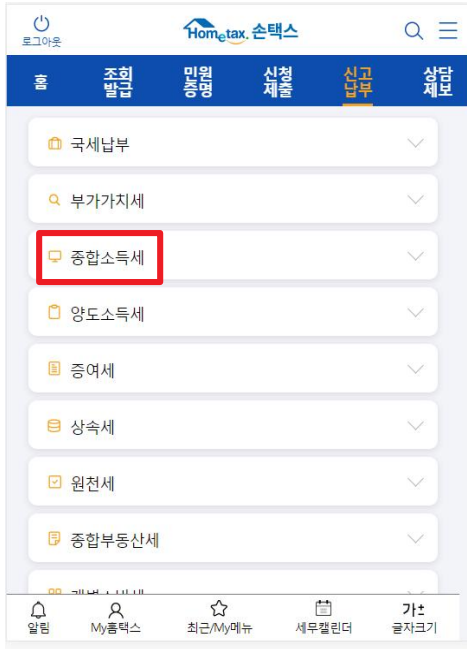 로그아웃
Hometax. 손택스
홈
조회
발급
민원
증명
신청
제출
신고
납부
상담
제보
국세납부
부가가치세
종합소득세
양도소득세
증여세
상속세
원천세
종합부동산세
알림
My홈택스
최근/My메뉴
세무캘린더
가±
글자크기